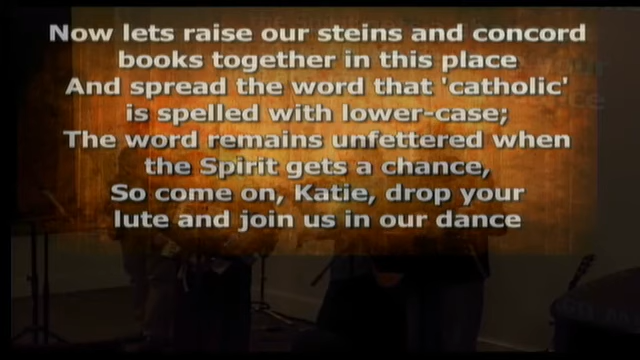 Now lets raise our steins and concord
books together in this place
And spread the word that 'catholic'
is spelled with lower-case;
The word remains unfettered when
the Spirit gets a chance,
So come on, Katie, drop your
lute and join us in our dance